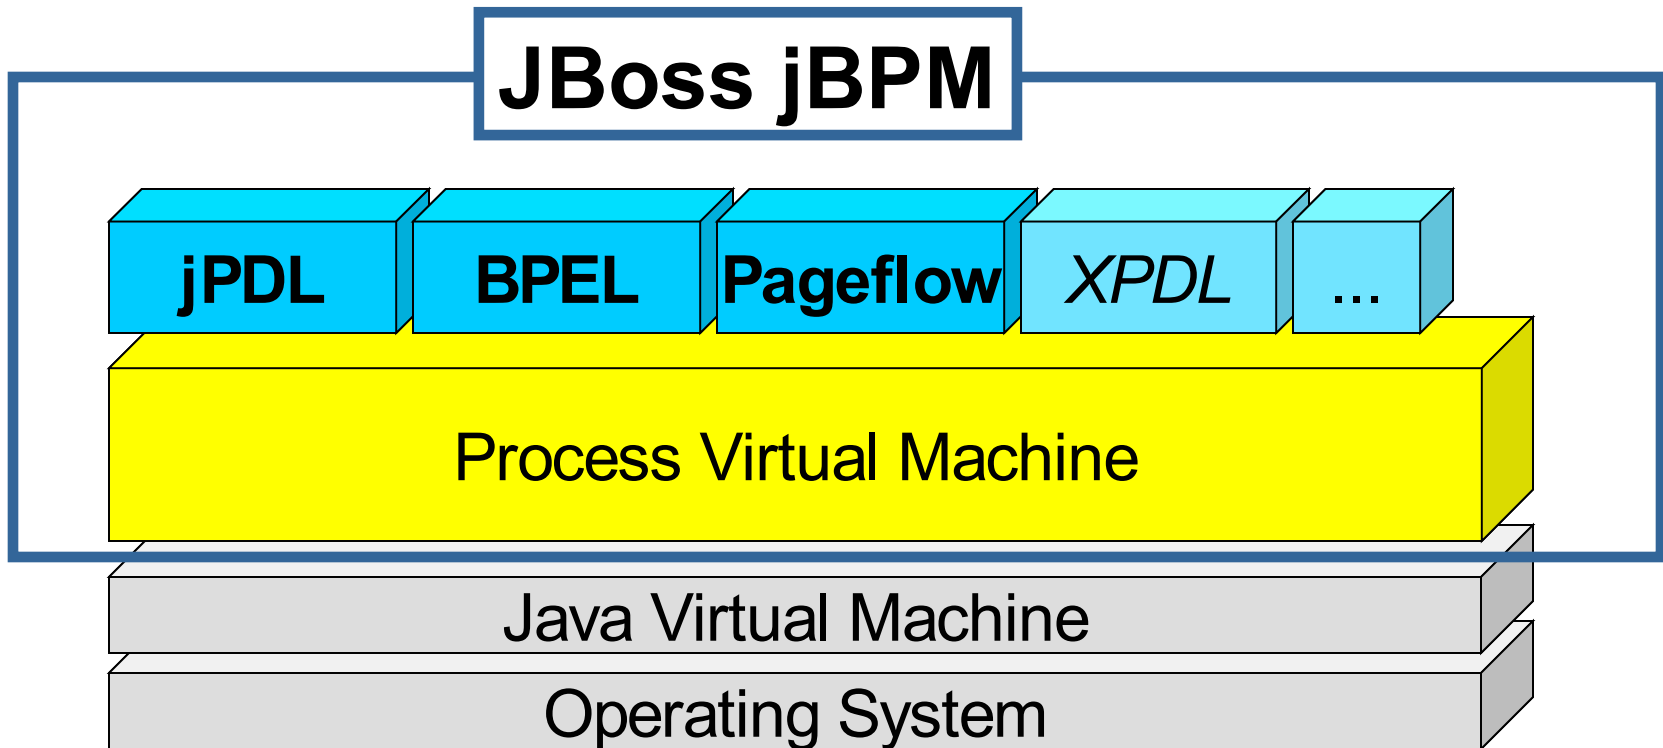 JBoss jBPM
jPDL BPEL Pageflow XPDL ...
Process Virtual Machine
Java Virtual Machine
Operating System